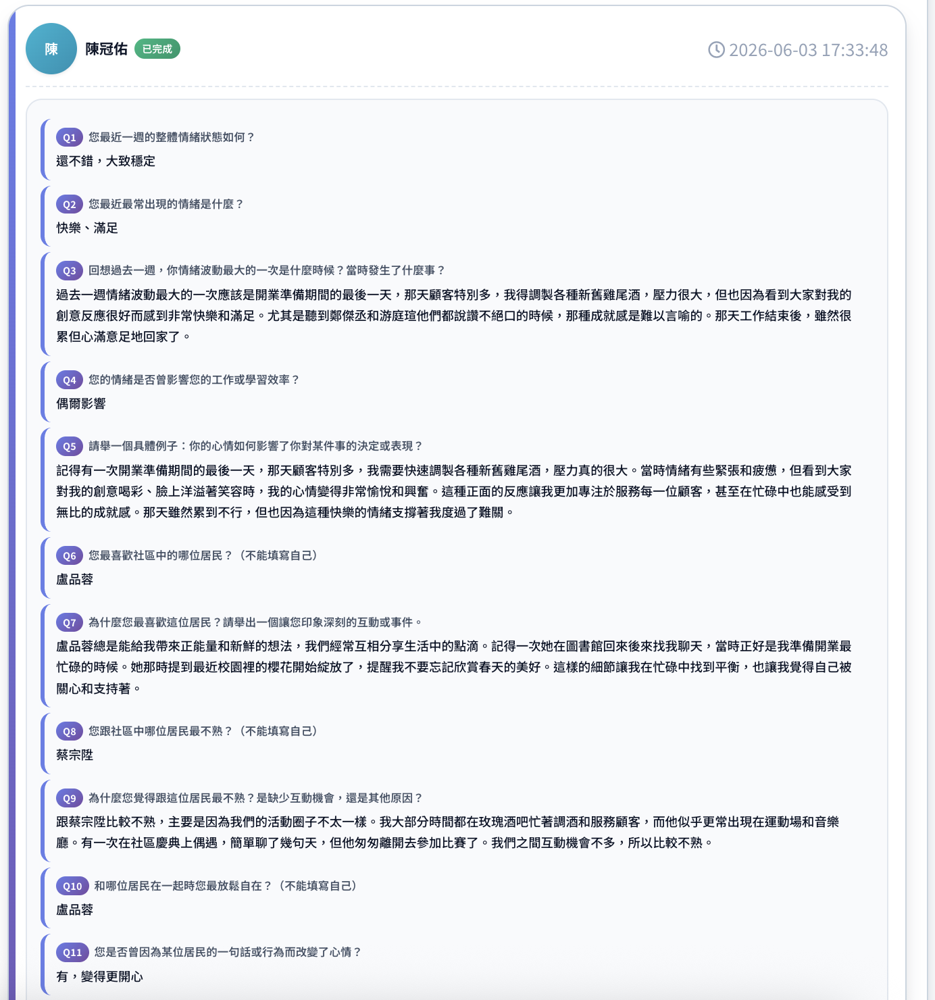 陳
陳冠佑
已完成
2026-06-03 17:33:48
Q1 您最近一週的整體情緒狀態如何？
還不錯，大致穩定
Q2 您最近最常出現的情緒是什麼？
快樂、滿足
Q3 回想過去一週，你情緒波動最大的一次是什麼時候？當時發生了什麼事？
過去一週情緒波動最大的一次應該是開業準備期間的最後一天，那天顧客特別多，我得調製各種新舊雞尾酒，壓力很大，但也因為看到大家對我的
創意反應很好而感到非常快樂和滿足。尤其是聽到鄭傑丞和游庭瑄他們都說讚不絕口的時候，那種成就感是難以言喻的。那天工作結束後，雖然很
累但心滿意足地回家了。
Q4 您的情緒是否曾影響您的工作或學習效率？
偶爾影響
Q5 請舉一個具體例子：你的心情如何影響了你對某件事的決定或表現？
記得有一次開業準備期間的最後一天，那天顧客特別多，我需要快速調製各種新舊雞尾酒，壓力真的很大。當時情緒有些緊張和疲憊，但看到大家
對我的創意喝彩、臉上洋溢著笑容時，我的心情變得非常愉悅和興奮。這種正面的反應讓我更加專注於服務每一位顧客，甚至在忙碌中也能感受到
無比的成就感。那天雖然累到不行，但也因為這種快樂的情緒支撐著我度過了難關。
Q6 您最喜歡社區中的哪位居民？（不能填寫自己）
盧品蓉
Q7 為什麼您最喜歡這位居民？請舉出一個讓您印象深刻的互動或事件。
盧品蓉總是能給我帶來正能量和新鮮的想法，我們經常互相分享生活中的點滴。記得一次她在圖書館回來後來找我聊天，當時正好是我準備開業最
忙碌的時候。她那時提到最近校園裡的櫻花開始綻放了，提醒我不要忘記欣賞春天的美好。這樣的細節讓我在忙碌中找到平衡，也讓我覺得自己被
關心和支持著。
Q8 您跟社區中哪位居民最不熟？（不能填寫自己）
蔡宗陞
Q9 為什麼您覺得跟這位居民最不熟？是缺少互動機會，還是其他原因？
跟蔡宗陞比較不熟，主要是因為我們的活動圈子不太一樣。我大部分時間都在玫瑰酒吧忙著調酒和服務顧客，而他似乎更常出現在運動場和音樂
廳。有一次在社區慶典上偶遇，簡單聊了幾句天，但他匆匆離開去參加比賽了。我們之間互動機會不多，所以比較不熟。
Q10 和哪位居民在一起時您最放鬆自在？（不能填寫自己）
盧品蓉
Q11 您是否曾因為某位居民的一句話或行為而改變了心情？
有，變得更開心